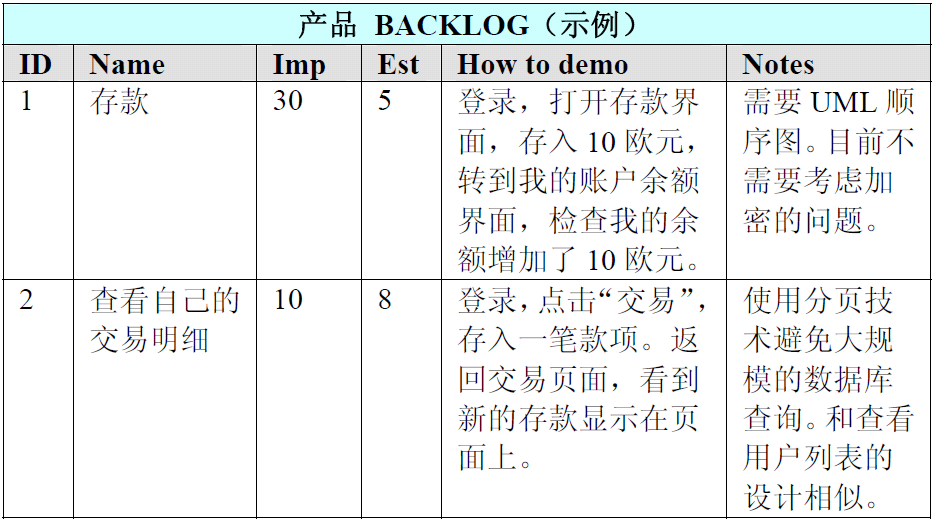 产品 BACKLOG（示例）
ID Name Imp Est How to demo Notes
1 存款 30 5 登录，打开存款界 需要 UML 顺
面，存入 10 欧元， 序图。目前不
转到我的账户余额 需要考虑加
界面，检查我的余 密的问题。
额增加了 10 欧元。
2 查看自己的 10 8 登录，点击“交易”， 使用分页技
交易明细 存入一笔款项。返 术避免大规
回交易页面，看到 模的数据库
新的存款显示在页 查询。和查看
面上。 用户列表的
设计相似。